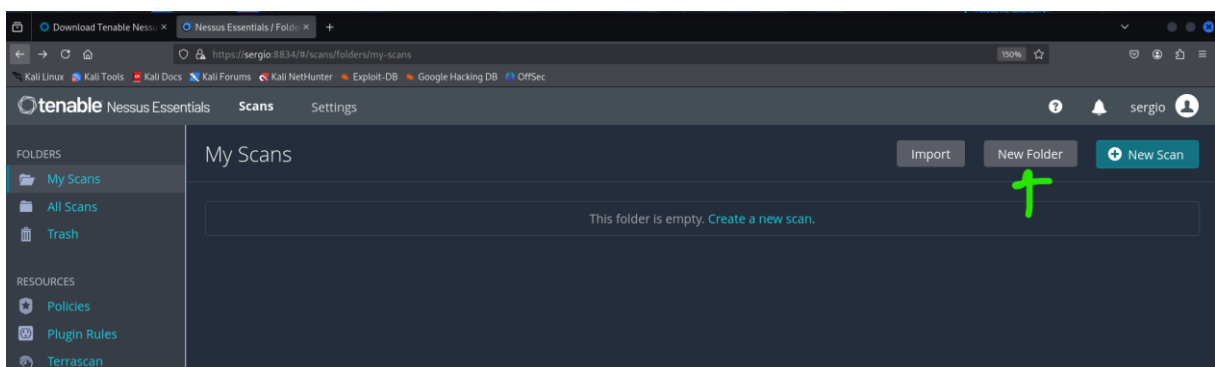 Download Tenable Nessu
Nessus Essentials / Folde
https://sergio:8834/#/scans/folders/my-scans
150%
Kali Linux Kali Tools Kali Docs Kali Forums Kali NetHunter Exploit-DB Google Hacking DB OffSec
tenable Nessus Essentials Scans Settings sergio
FOLDERS
My Scans
All Scans
Trash
RESOURCES
Policies
Plugin Rules
Terrascan
My Scans
Import New Folder New Scan
This folder is empty. Create a new scan.